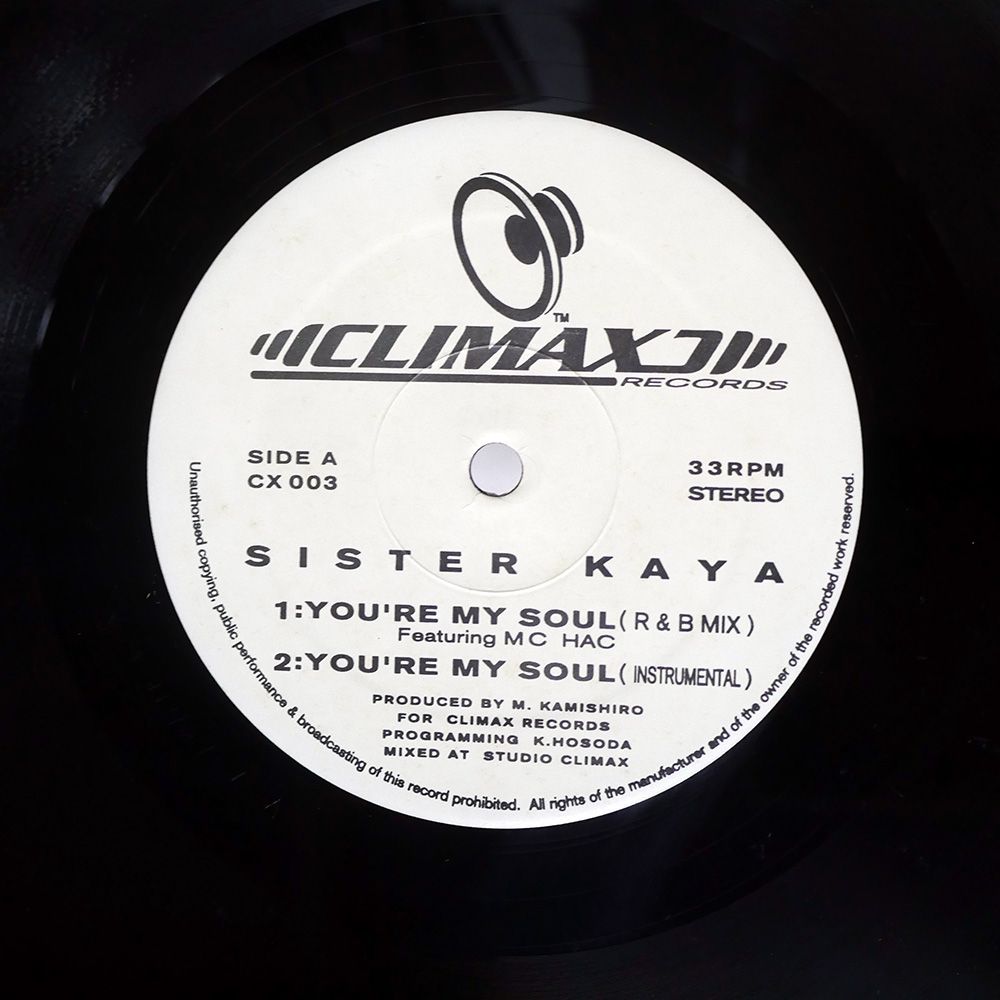 TM
CLIMAX
RECORDS
SIDE A
CX 003
33RPM
STEREO
SISTER KAYA
1:YOU'RE MY SOUL( R & B MIX )
Featuring MC HAC
2:YOU'RE MY SOUL( INSTRUMENTAL )
PRODUCED BY M. KAMISHIRO
FOR CLIMAX RECORDS
PROGRAMMING K.HOSODA
MIXED AT STUDIO CLIMAX
Unauthorised copying, public performance & broadcasting of this record prohibited. All rights of the manufacturer and of the owner of the recorded work reserved.